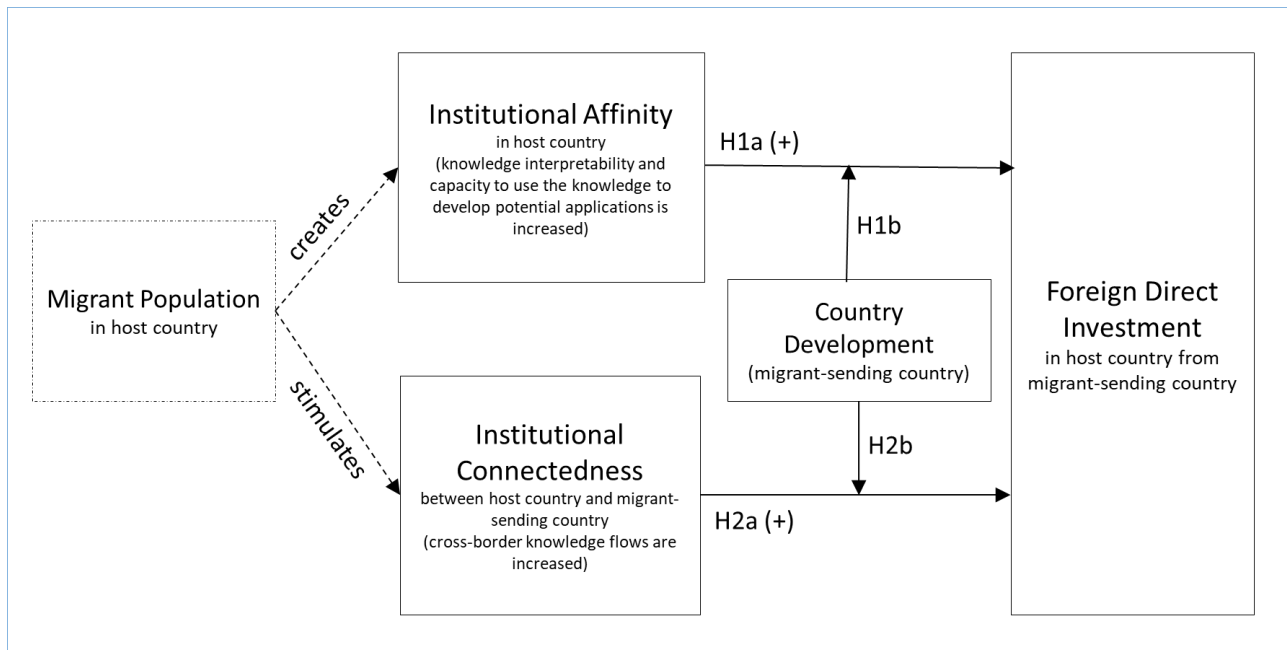 Migrant Population
in host country
creates
stimulates
Institutional Affinity
in host country
(knowledge interpretability and
capacity to use the knowledge to
develop potential applications is
increased)
Institutional
Connectedness
between host country and migrant-
sending country
(cross-border knowledge flows are
increased)
H1a (+)
H1b
Country
Development
(migrant-sending country)
H2b
H2a (+)
Foreign Direct
Investment
in host country from
migrant-sending country